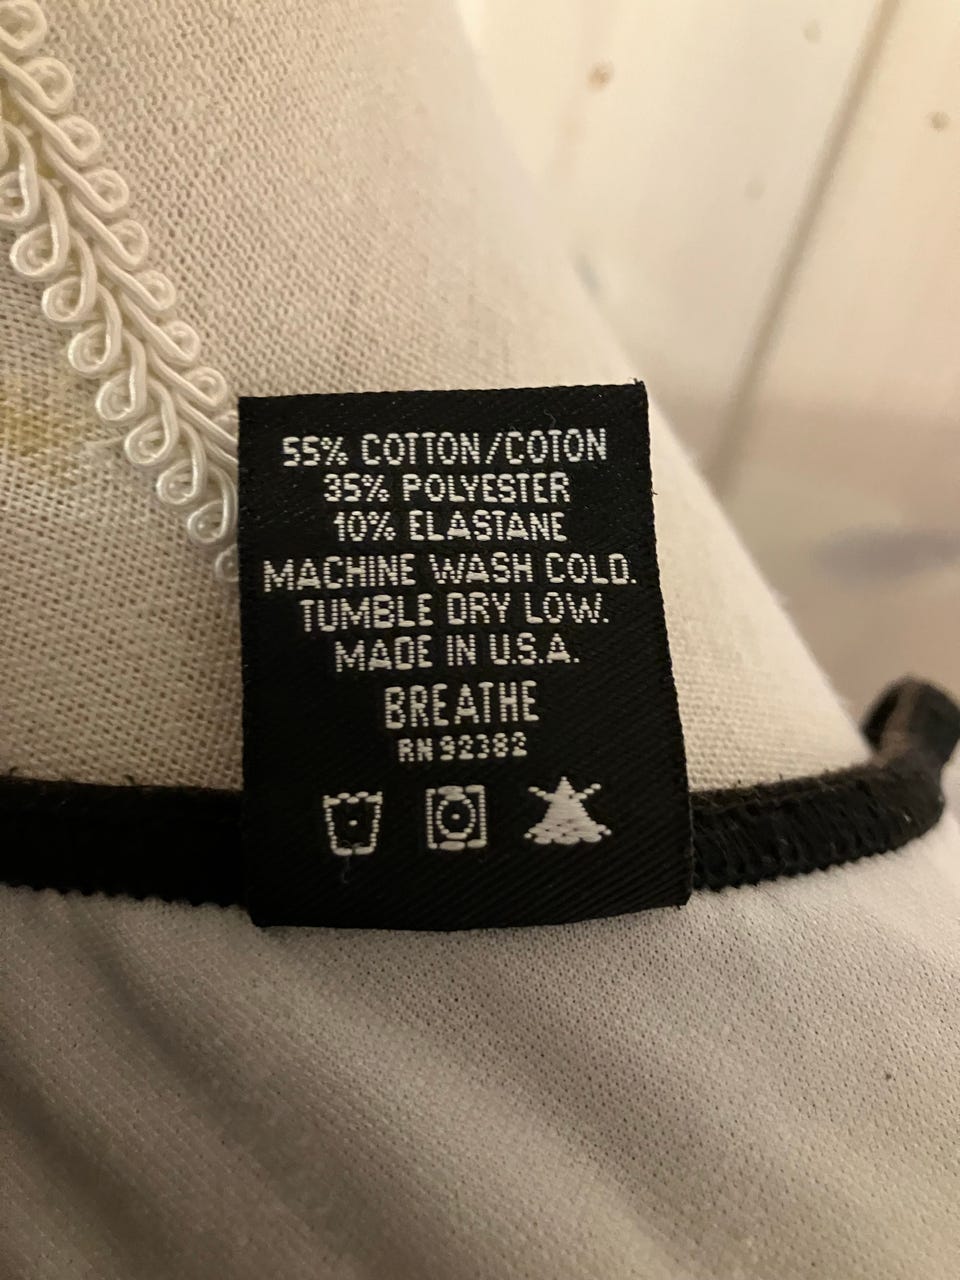 55% COTTON/COTON
35% POLYESTER
10% ELASTANE
MACHINE WASH COLD.
TUMBLE DRY LOW.
MADE IN U.S.A.
BREATHE
RN 92382